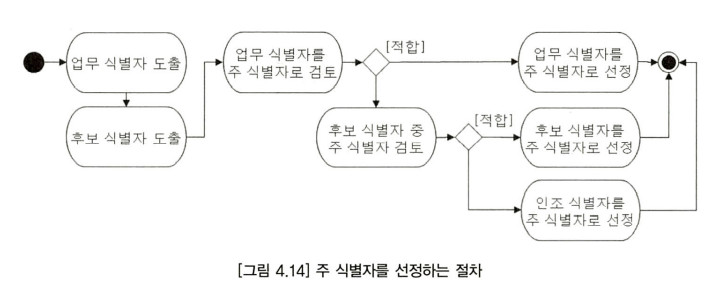 업무 식별자 도출
후보 식별자 도출
업무 식별자를
주 식별자로 검토
[적합]
업무 식별자를
주 식별자로 선정
후보 식별자 중
주 식별자 검토
[적합]
후보 식별자를
주 식별자로 선정
인조 식별자를
주 식별자로 선정
[그림 4.14] 주 식별자를 선정하는 절차